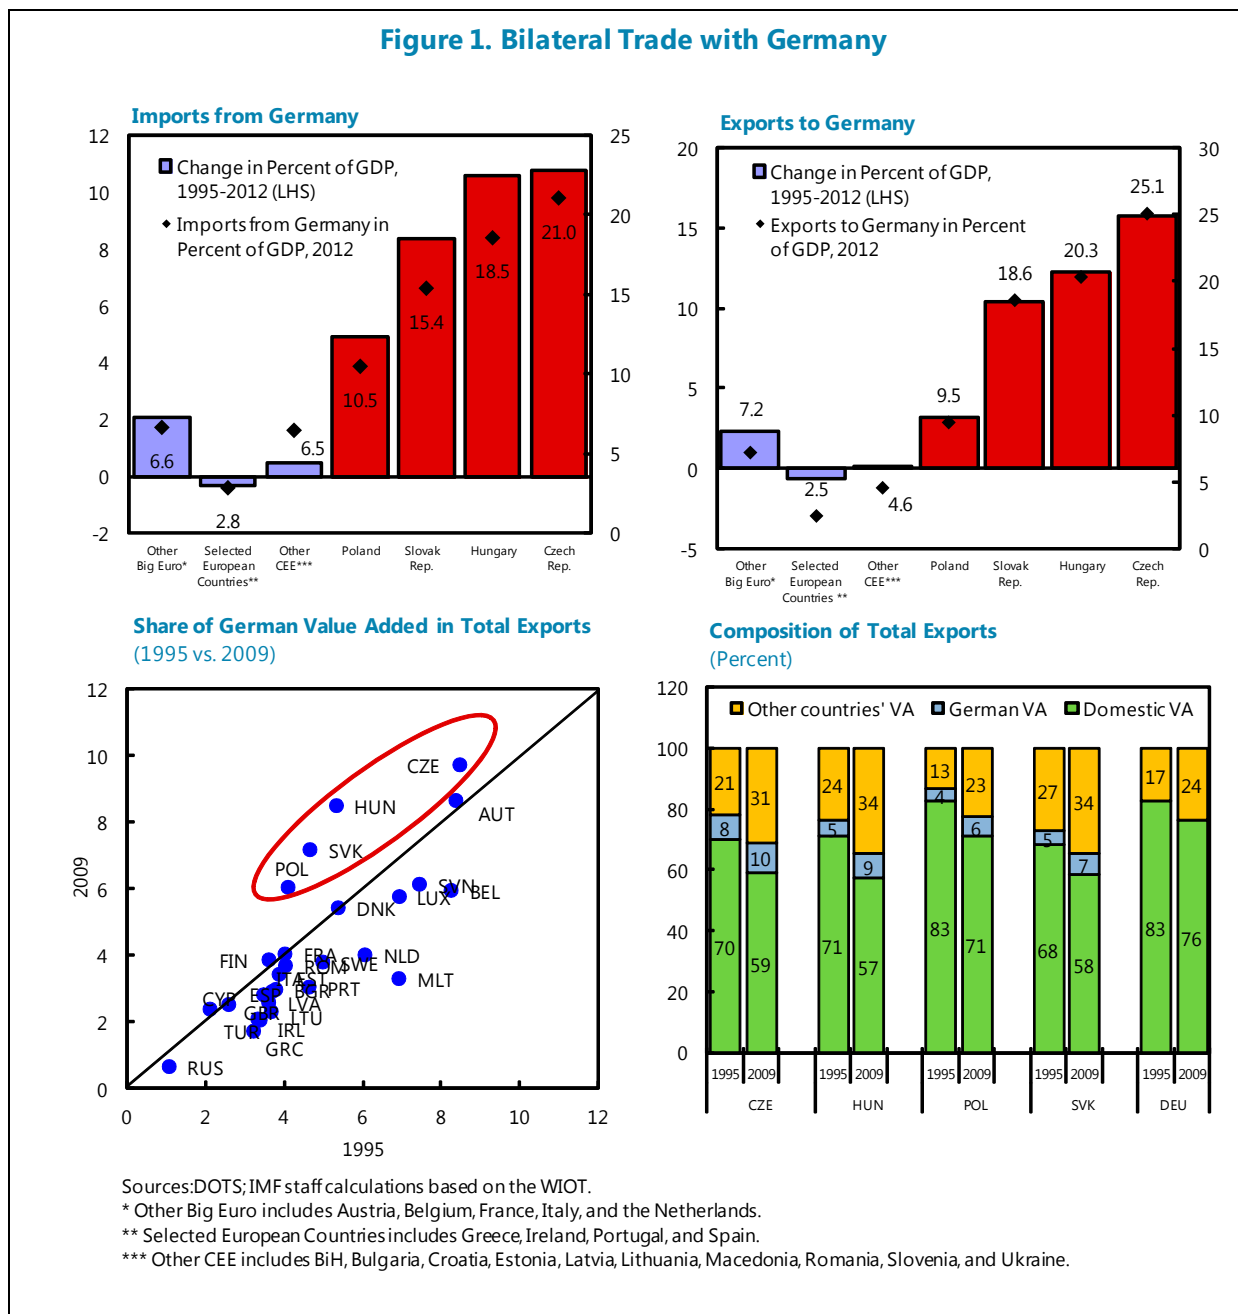 Figure 1. Bilateral Trade with Germany
Imports from Germany
12
10
8
6
4
2
0
-2
25
20
15
10
5
0
Change in Percent of GDP,
1995-2012 (LHS)
Imports from Germany in
Percent of GDP, 2012
6.6
2.8
6.5
10.5
15.4
18.5
21.0
Other
Big Euro*
Selected
European
Countries**
Other
CEE***
Poland
Slovak
Rep.
Hungary
Czech
Rep.
Exports to Germany
20
15
10
5
0
-5
30
25
20
15
10
5
0
Change in Percent of GDP,
1995-2012 (LHS)
Exports to Germany in Percent
of GDP, 2012
7.2
2.5
4.6
9.5
18.6
20.3
25.1
Other
Big Euro*
Selected
European
Countries **
Other
CEE***
Poland
Slovak
Rep.
Hungary
Czech
Rep.
Share of German Value Added in Total Exports
(1995 vs. 2009)
12
10
8
6
4
2
0
2009
CZE
HUN
AUT
SVK
POL
SVN
BEL
LUX
DNK
NLD
FIN
FRA
ROM
SWE
MLT
ITA
EST
PRT
BGR
ESP
CYP
LVA
GBR
LTU
TUR
IRL
GRC
RUS
0
2
4
6
8
10
12
1995
Composition of Total Exports
(Percent)
120
100
80
60
40
20
0
Other countries' VA
German VA
Domestic VA
21
31
24
34
13
23
27
34
17
24
8
10
5
9
4
6
5
7
70
59
71
57
83
71
68
58
83
76
1995 2009 1995 2009 1995 2009 1995 2009 1995 2009
CZE HUN POL SVK DEU
Sources:DOTS; IMF staff calculations based on the WIOT.
* Other Big Euro includes Austria, Belgium, France, Italy, and the Netherlands.
** Selected European Countries includes Greece, Ireland, Portugal, and Spain.
*** Other CEE includes BiH, Bulgaria, Croatia, Estonia, Latvia, Lithuania, Macedonia, Romania, Slovenia, and Ukraine.